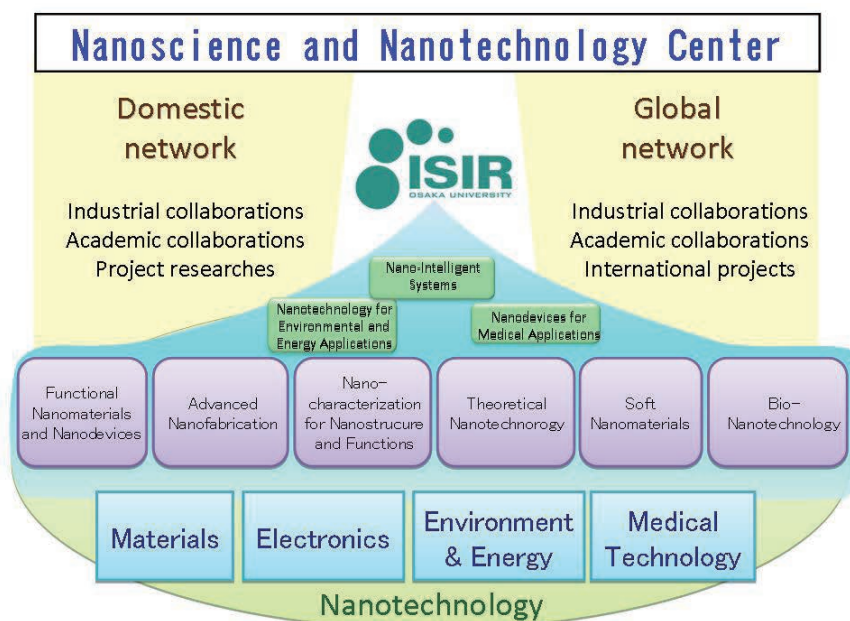 Nanoscience and Nanotechnology Center
Domestic
network
Industrial collaborations
Academic collaborations
Project researches
ISIR
OSAKA UNIVERSITY
Global
network
Industrial collaborations
Academic collaborations
International projects
Nano-Intelligent
Systems
Nanotechnology for
Environmental and
Energy Applications
Nanodevices for
Medical Applications
Functional
Nanomaterials
and Nanodevices
Advanced
Nanofabrication
Nano-
characterization
for Nanostrucure
and Functions
Theoretical
Nanotechnorogy
Soft
Nanomaterials
Bio-
Nanotechnology
Materials
Electronics
Environment
& Energy
Medical
Technology
Nanotechnology